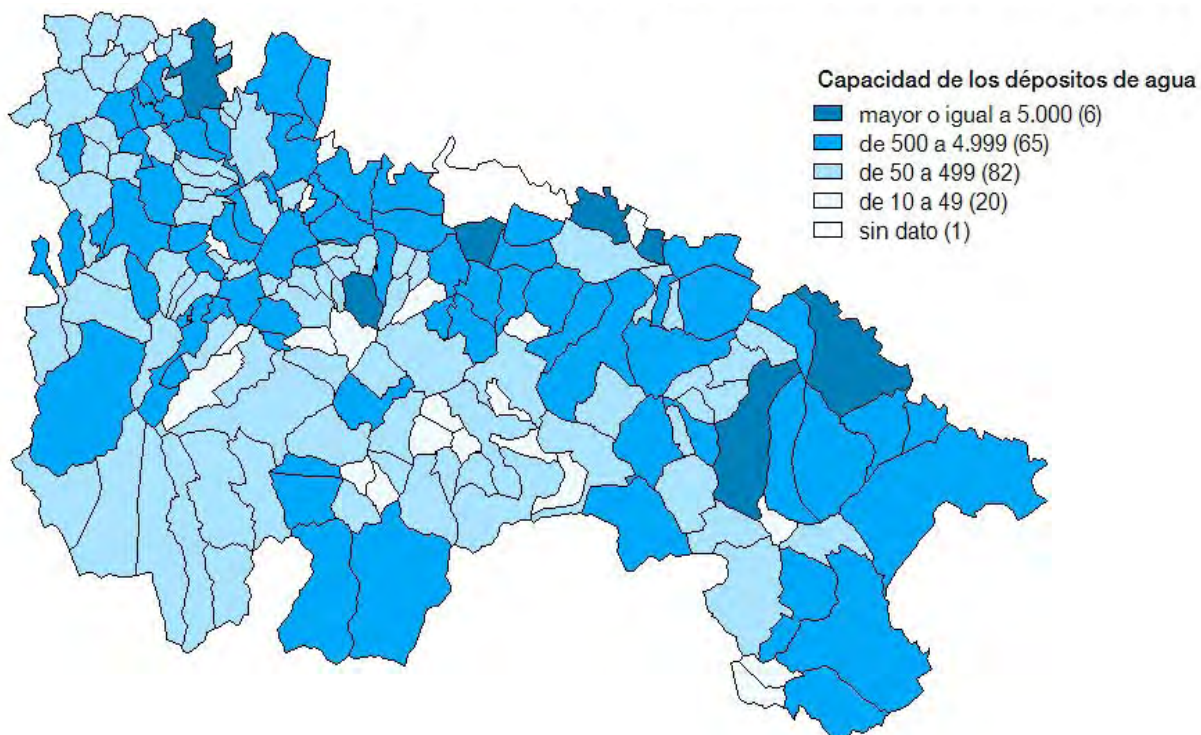 Capacidad de los dépositos de agua
mayor o igual a 5.000 (6)
de 500 a 4.999 (65)
de 50 a 499 (82)
de 10 a 49 (20)
sin dato (1)